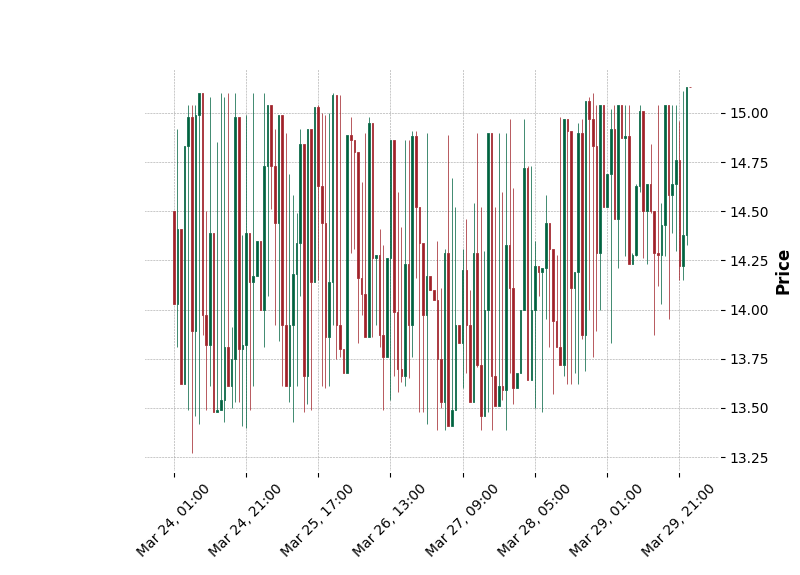 15.00
14.75
14.50
14.25
14.00
13.75
13.50
13.25
Price
Mar 24, 01:00
Mar 24, 21:00
Mar 25, 17:00
Mar 26, 13:00
Mar 27, 09:00
Mar 28, 05:00
Mar 29, 01:00
Mar 29, 21:00